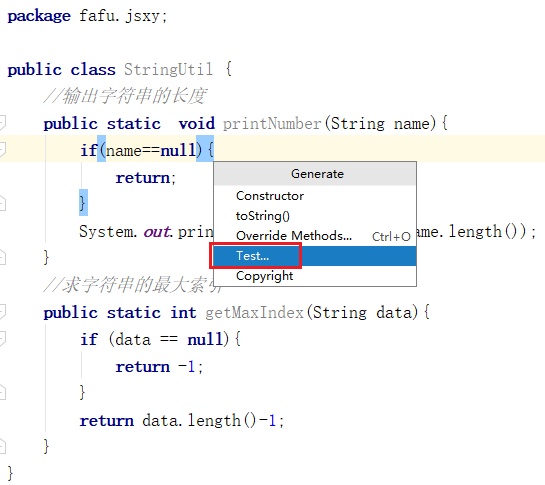 package fafu.jsxy;
public class StringUtil {
//输出字符串的长度
public static  void printNumber(String name){
if(name==null){
return;
}
System.out.prin
ame.length());
Generate
Constructor
toString()
Override Methods... Ctrl+O
Test...
Copyright
}
//求字符串的最大索引
public static int getMaxIndex(String data){
if (data == null){
return -1;
}
return data.length()-1;
}
}